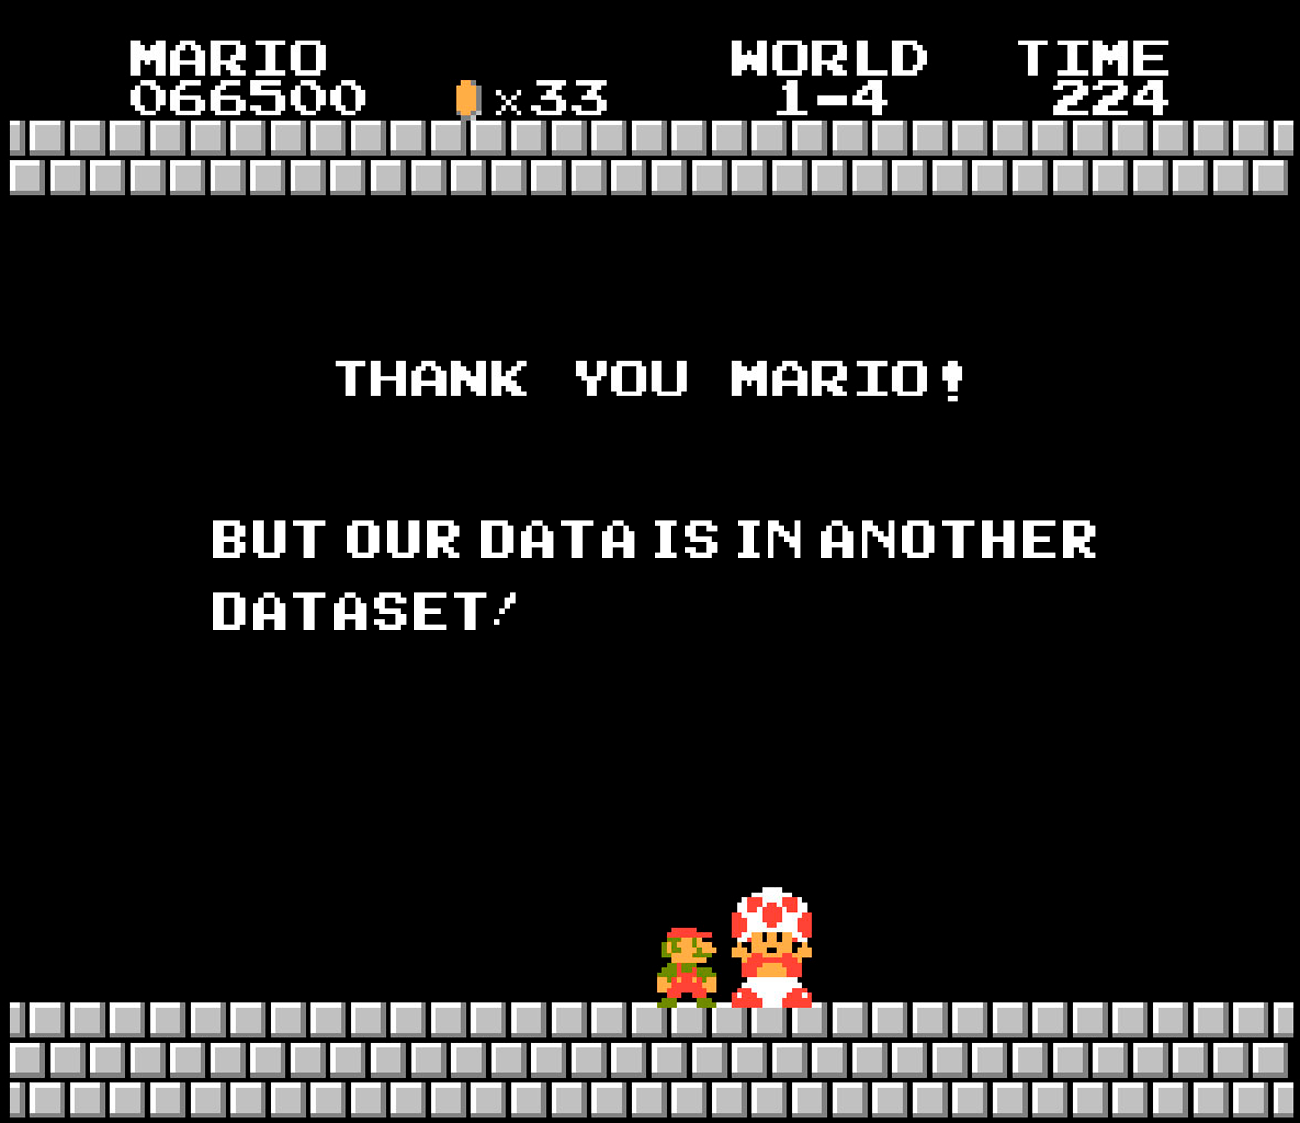 MARIO WORLD TIME
066500 x33 1-4 224
THANK YOU MARIO!
BUT OUR DATA IS IN ANOTHER
DATASET!